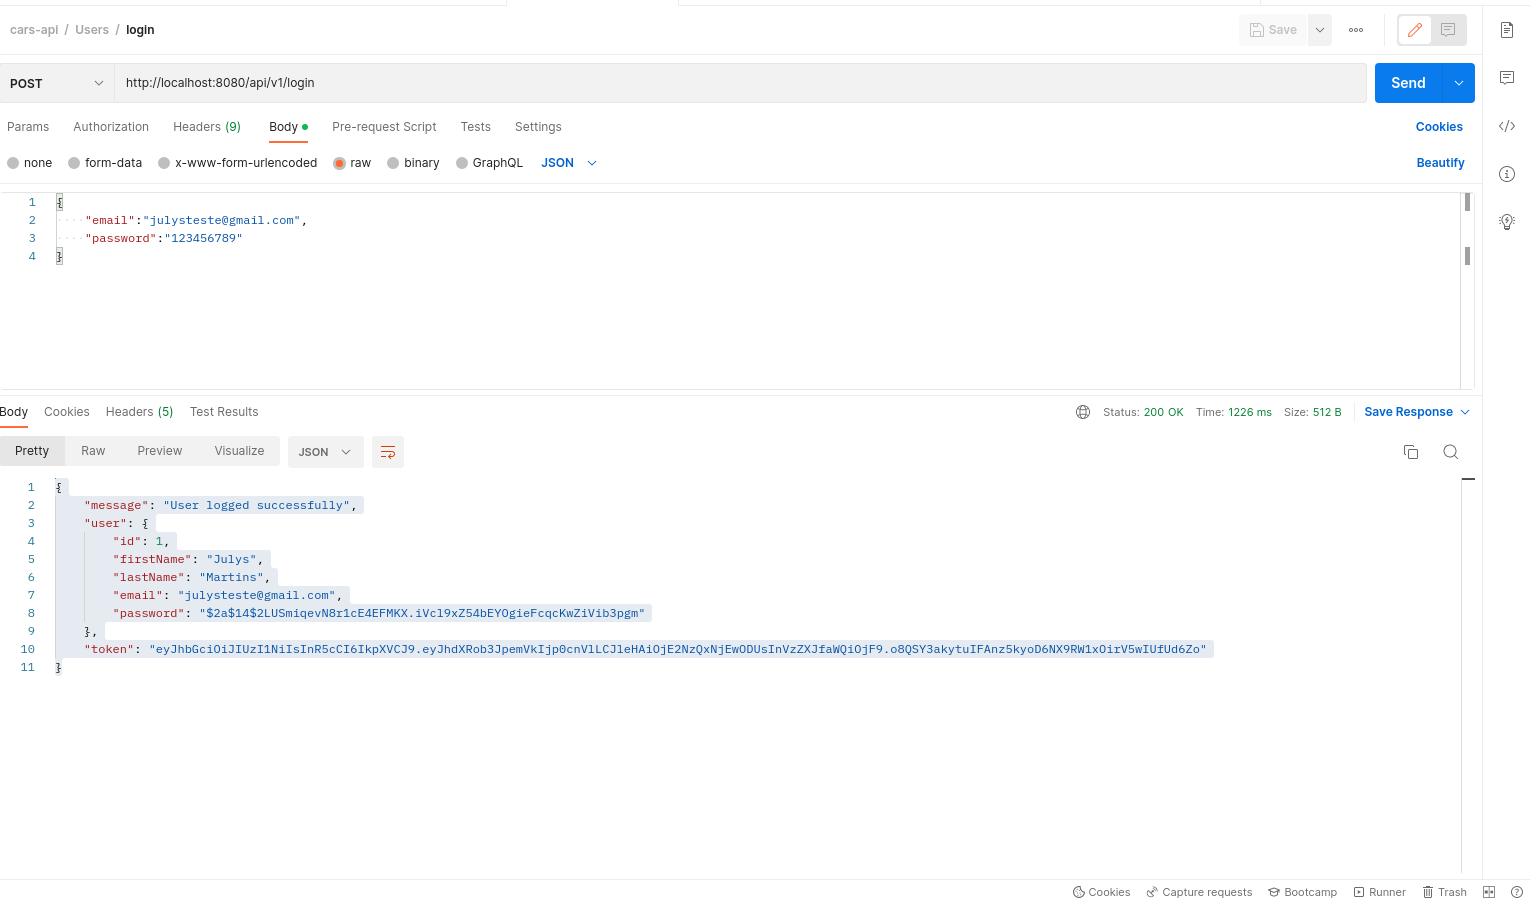 cars-api / Users / login
Save
POST
http://localhost:8080/api/v1/login
Send
Params Authorization Headers (9) Body Pre-request Script Tests Settings Cookies
none form-data x-www-form-urlencoded raw binary GraphQL JSON Beautify
1 {
2 "email":"julysteste@gmail.com",
3 "password":"123456789"
4 }
Body Cookies Headers (5) Test Results Status: 200 OK Time: 1226 ms Size: 512 B Save Response
Pretty Raw Preview Visualize JSON
1 {
2 "message": "User logged successfully",
3 "user": {
4 "id": 1,
5 "firstName": "Julys",
6 "lastName": "Martins",
7 "email": "julysteste@gmail.com",
8 "password": "$2a$14$2LUSmiqevN8r1cE4EFMKX.iVcl9xZ54bEYOgieFcqcKwZiVib3pgm"
9 },
10 "token": "eyJhbGciOiJIUzI1NiIsInR5cCI6IkpXVCJ9.eyJhdXRob3JpemVkIjp0cnVlLCJleHAiOjE2NzQxNjEwODUsInVzZXJfaWQiOjF9.o8QSY3akytuIFAnz5kyoD6NX9RW1xOirV5wIUfUd6Zo"
11 }
Cookies Capture requests Bootcamp Runner Trash